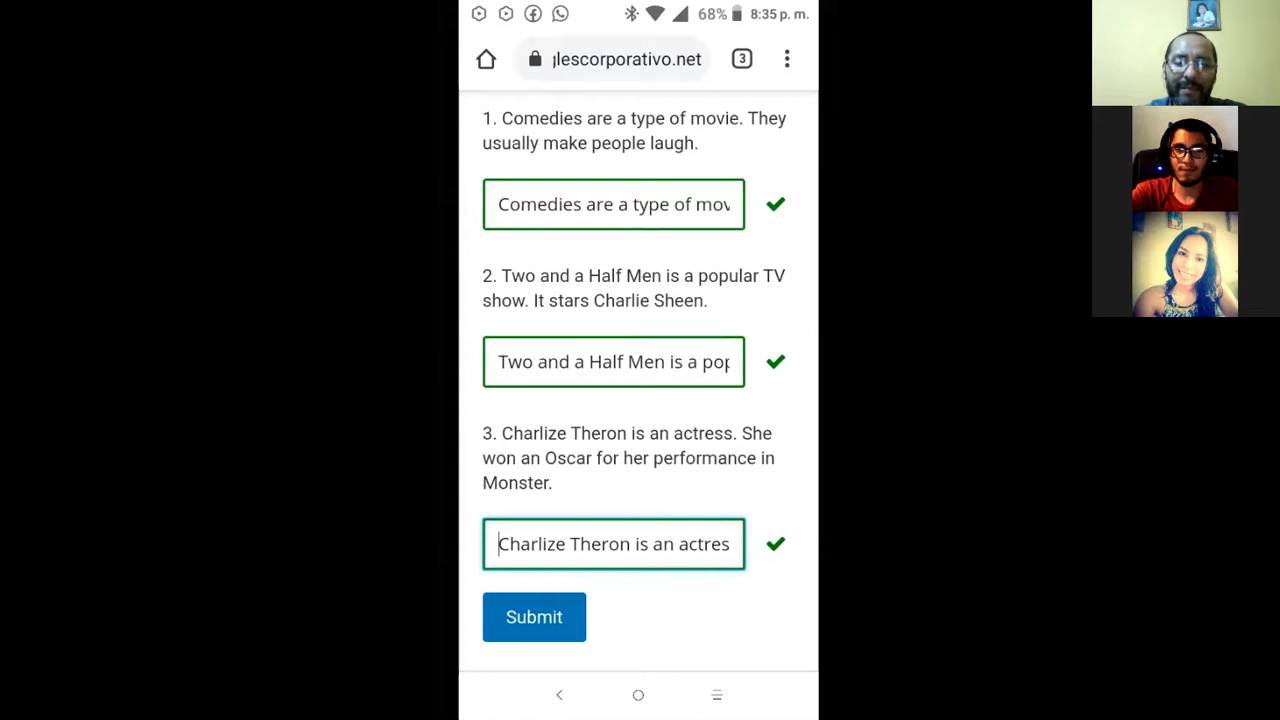 68% 8:35 p. m.
lescorporativo.net 3
1. Comedies are a type of movie. They
usually make people laugh.
Comedies are a type of mov
2. Two and a Half Men is a popular TV
show. It stars Charlie Sheen.
Two and a Half Men is a pop
3. Charlize Theron is an actress. She
won an Oscar for her performance in
Monster.
Charlize Theron is an actres
Submit